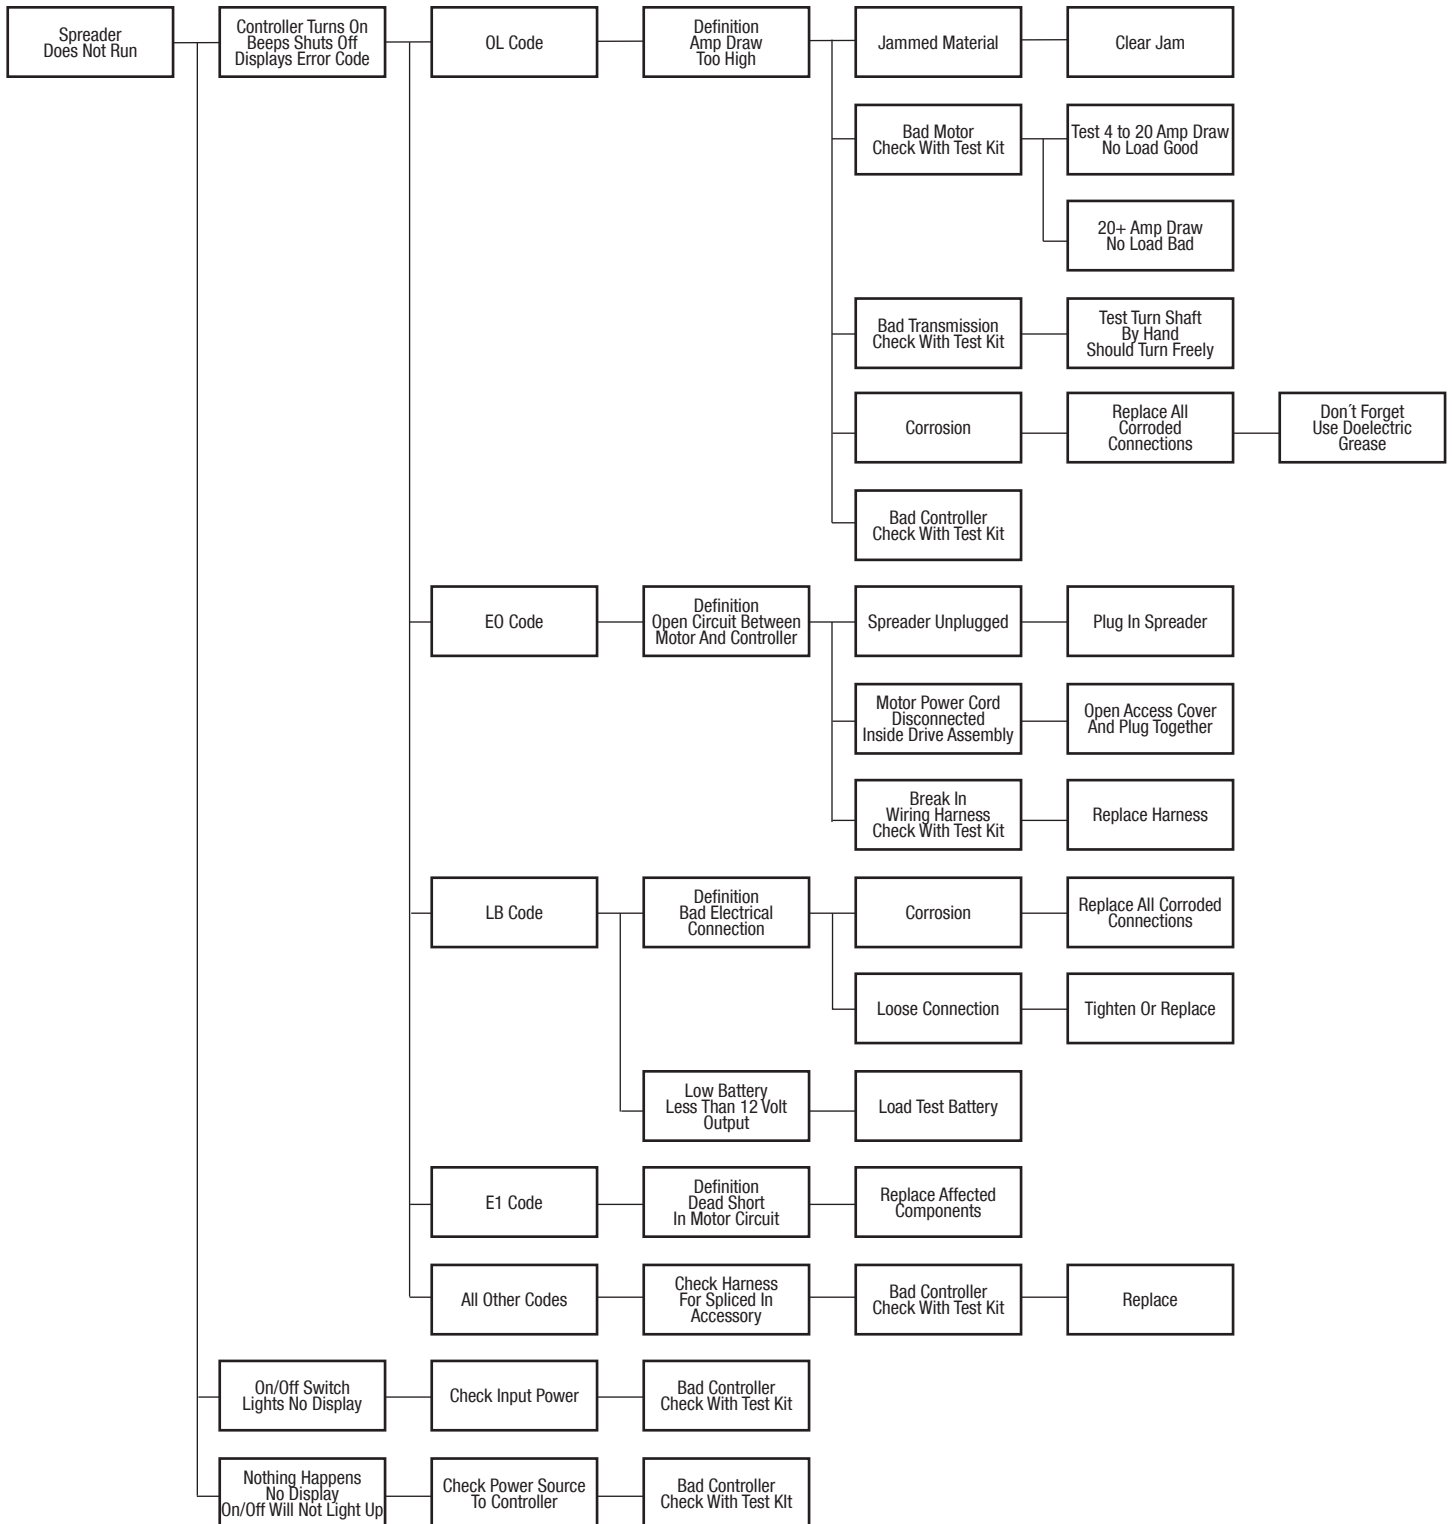 Spreader
Does Not Run
Controller Turns On
Beeps Shuts Off
Displays Error Code
OL Code
Definition
Amp Draw
Too High
Jammed Material
Clear Jam
Bad Motor
Check With Test Kit
Test 4 to 20 Amp Draw
No Load Good
20+ Amp Draw
No Load Bad
Bad Transmission
Check With Test Kit
Test Turn Shaft
By Hand
Should Turn Freely
Corrosion
Replace All
Corroded
Connections
Don´t Forget
Use Doelectric
Grease
Bad Controller
Check With Test Kit
EO Code
Definition
Open Circuit Between
Motor And Controller
Spreader Unplugged
Plug In Spreader
Motor Power Cord
Disconnected
Inside Drive Assembly
Open Access Cover
And Plug Together
Break In
Wiring Harness
Check With Test Kit
Replace Harness
LB Code
Definition
Bad Electrical
Connection
Corrosion
Replace All Corroded
Connections
Loose Connection
Tighten Or Replace
Low Battery
Less Than 12 Volt
Output
Load Test Battery
E1 Code
Definition
Dead Short
In Motor Circuit
Replace Affected
Components
All Other Codes
Check Harness
For Spliced In
Accessory
Bad Controller
Check With Test Kit
Replace
On/Off Switch
Lights No Display
Check Input Power
Bad Controller
Check With Test Kit
Nothing Happens
No Display
On/Off Will Not Light Up
Check Power Source
To Controller
Bad Controller
Check With Test KIt